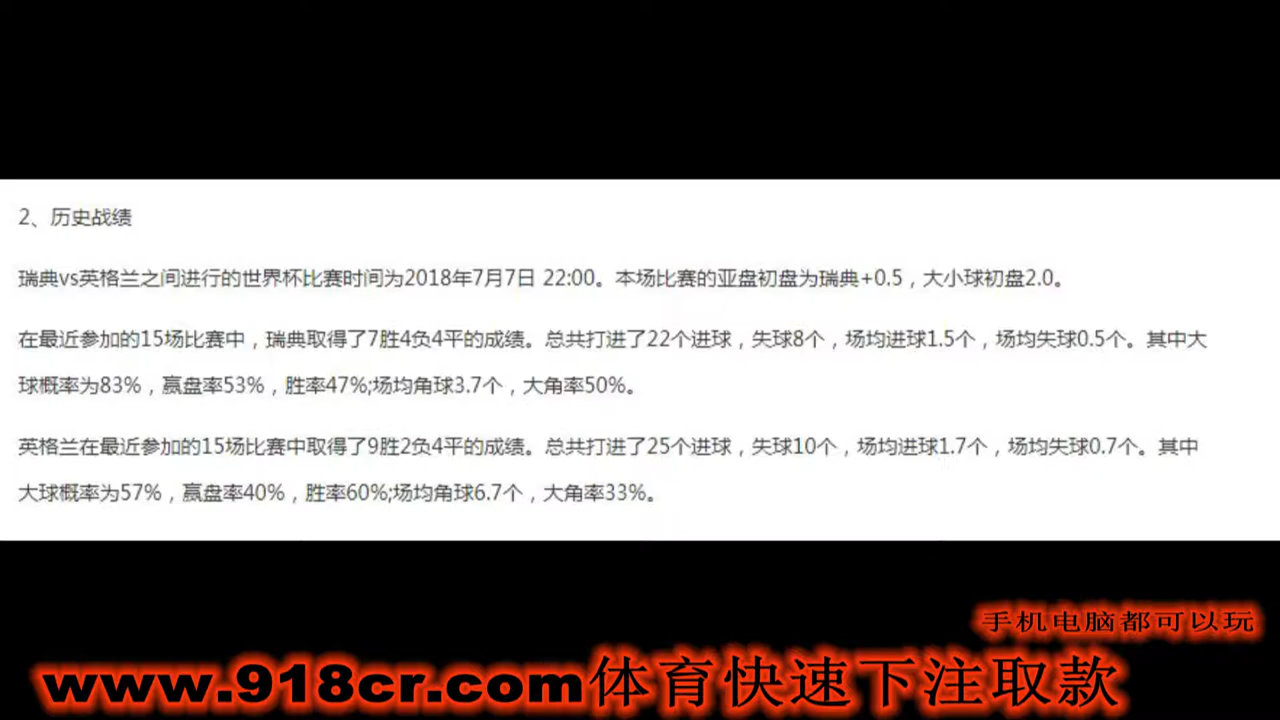 2、历史战绩
瑞典vs英格兰之间进行的世界杯比赛时间为2018年7月7日 22:00。本场比赛的亚盘初盘为瑞典+0.5，大小球初盘2.0。
在最近参加的15场比赛中，瑞典取得了7胜4负4平的成绩。总共打进了22个进球，失球8个，场均进球1.5个，场均失球0.5个。其中大
球概率为83%，赢盘率53%，胜率47%;场均角球3.7个，大角率50%。
英格兰在最近参加的15场比赛中取得了9胜2负4平的成绩。总共打进了25个进球，失球10个，场均进球1.7个，场均失球0.7个。其中
大球概率为57%，赢盘率40%，胜率60%;场均角球6.7个，大角率33%。
手机电脑都可以玩
www.918cr.com体育快速下注取款